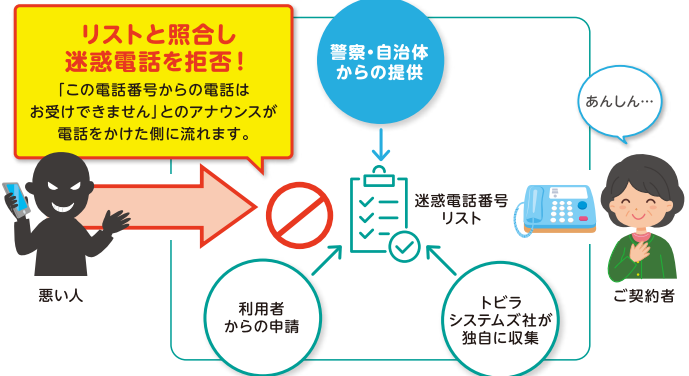 リストと照合し
迷惑電話を拒否！
「この電話番号からの電話は
お受けできません」とのアナウンスが
電話をかけた側に流れます。
警察・自治体
からの提供
あんしん…
迷惑電話番号
リスト
悪い人
ご契約者
利用者
からの申請
トビラ
システムズ社が
独自に収集